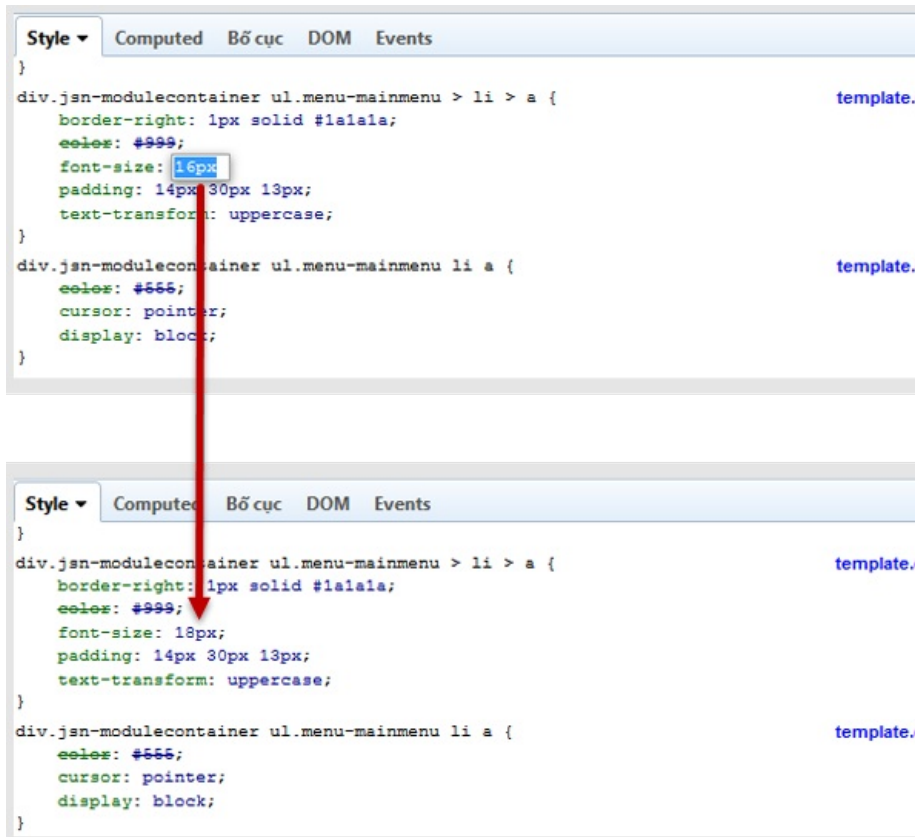 Style ▾ Computed Bố cục DOM Events
}
div.jsn-modulecontainer ul.menu-mainmenu > li > a { template.
border-right: 1px solid #1a1a1a;
color: #999;
font-size: 16px
padding: 14px 30px 13px;
text-transform: uppercase;
}
div.jsn-modulecontainer ul.menu-mainmenu li a { template.
color: #555;
cursor: pointer;
display: block;
}
Style ▾ Computed Bố cục DOM Events
}
div.jsn-modulecontainer ul.menu-mainmenu > li > a { template.
border-right: 1px solid #1a1a1a;
color: #999;
font-size: 18px;
padding: 14px 30px 13px;
text-transform: uppercase;
}
div.jsn-modulecontainer ul.menu-mainmenu li a { template.
color: #555;
cursor: pointer;
display: block;
}